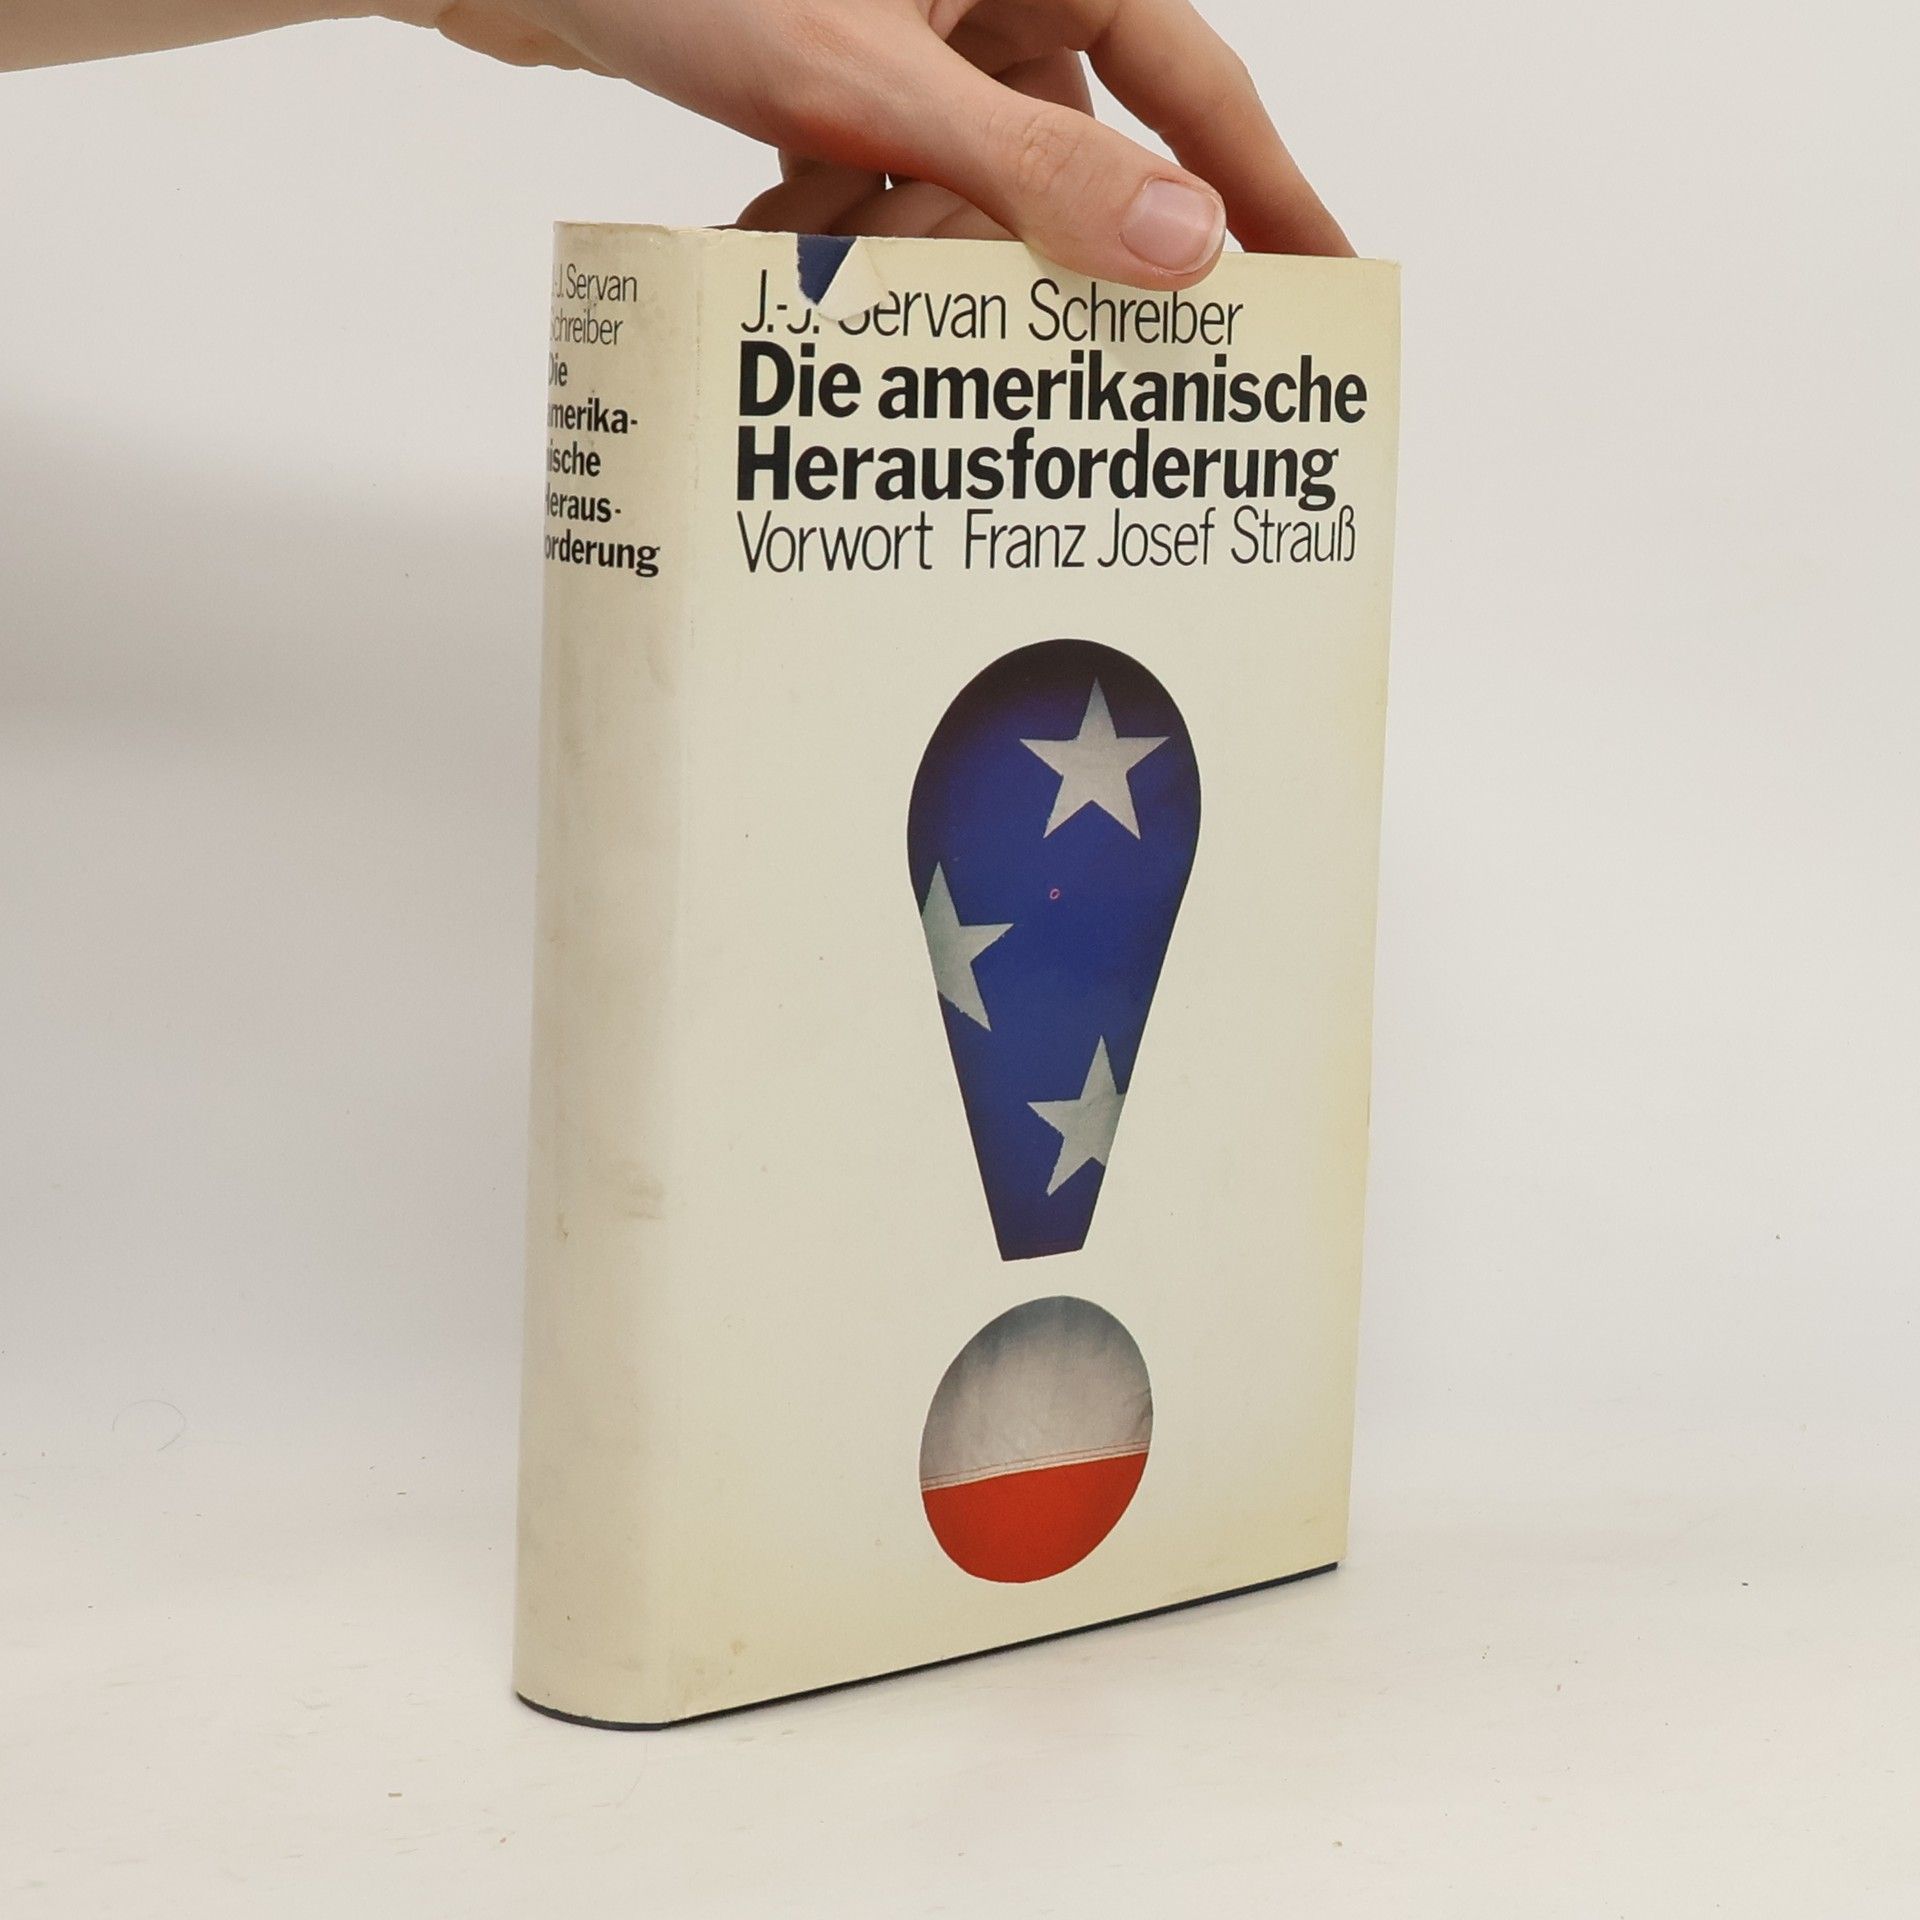 J.-J. Servan
Schreiber
Die
amerika-
nische
Heraus-
forderung
J.-J. Servan Schreiber
Die amerikanische
Herausforderung
Vorwort Franz Josef Strauß